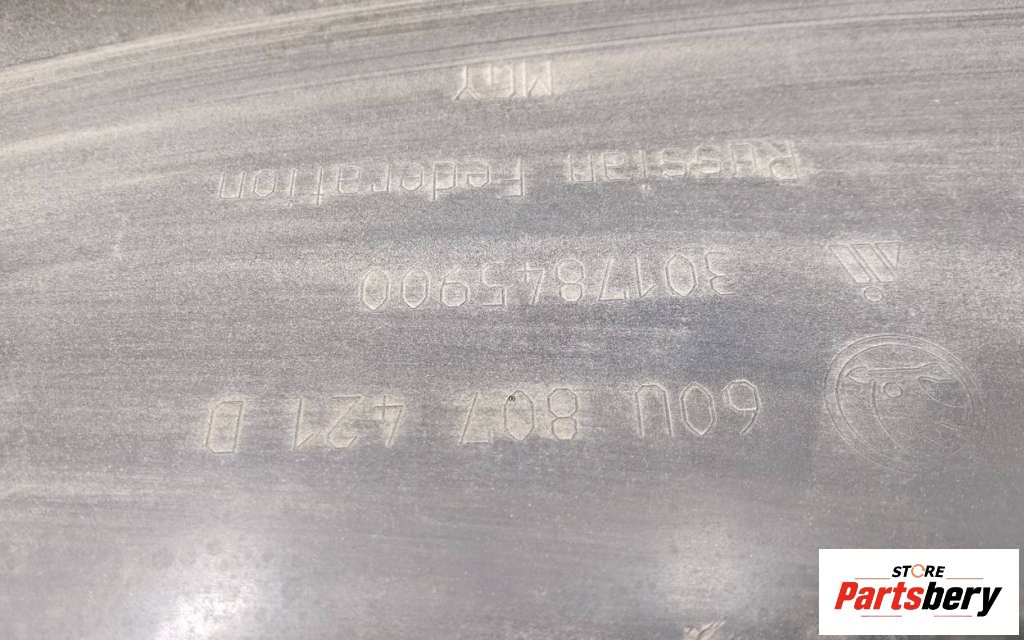 60U 807 421 D
3017845900
Russian Federation
MGY
STORE
Partsbery